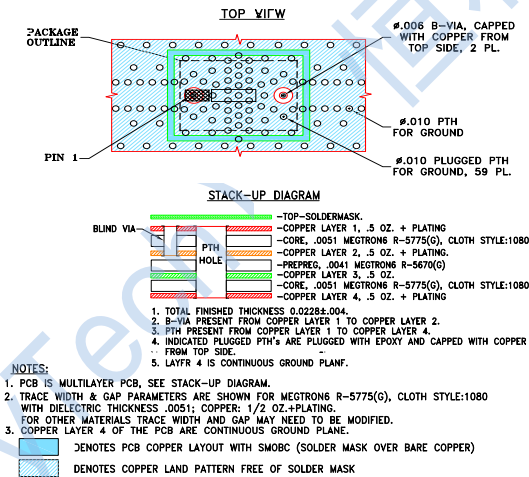 TOP VIEW
PACKAGE
OUTLINE
PIN 1
Ø.006 B-VIA, CAPPED
WITH COPPER FROM
TOP SIDE, 2 PL.
Ø.010 PTH
FOR GROUND
Ø.010 PLUGGED PTH
FOR GROUND, 59 PL.
STACK-UP DIAGRAM
BLIND VIA
PTH
HOLE
-TOP-SOLDERMASK.
-COPPER LAYER 1, .5 OZ. + PLATING
-CORE, .0051 MEGTRON6 R-5775(G), CLOTH STYLE:1080
-COPPER LAYER 2, .5 OZ. + PLATING.
-PREPREG, .0041 MEGTRON6 R-5670(G)
-COPPER LAYER 3, .5 OZ.
-CORE, .0051 MEGTRON6 R-5775(G), CLOTH STYLE:1080
-COPPER LAYER 4, .5 OZ. + PLATING
1. TOTAL FINISHED THICKNESS 0.0228±.004.
2. B-VIA PRESENT FROM COPPER LAYER 1 TO COPPER LAYER 2.
3. PTH PRESENT FROM COPPER LAYER 1 TO COPPER LAYER 4.
4. INDICATED PLUGGED PTH's ARE PLUGGED WITH EPOXY AND CAPPED WITH COPPER
FROM TOP SIDE.
5. LAYER 4 IS CONTINUOUS GROUND PLANE.
NOTES:
1. PCB IS MULTILAYER PCB, SEE STACK-UP DIAGRAM.
2. TRACE WIDTH & GAP PARAMETERS ARE SHOWN FOR MEGTRON6 R-5775(G), CLOTH STYLE:1080
WITH DIELECTRIC THICKNESS .0051; COPPER: 1/2 OZ.+PLATING.
FOR OTHER MATERIALS TRACE WIDTH AND GAP MAY NEED TO BE MODIFIED.
3. COPPER LAYER 4 OF THE PCB ARE CONTINUOUS GROUND PLANE.
DENOTES PCB COPPER LAYOUT WITH SMOBC (SOLDER MASK OVER BARE COPPER)
DENOTES COPPER LAND PATTERN FREE OF SOLDER MASK